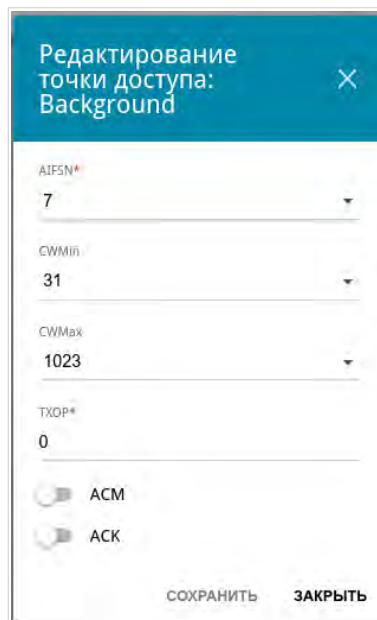 Редактирование
точки доступа:
Background
AIFSN*
7
CWMin
31
CWMax
1023
TXOP*
0
ACM
ACK
СОХРАНИТЬ ЗАКРЫТЬ